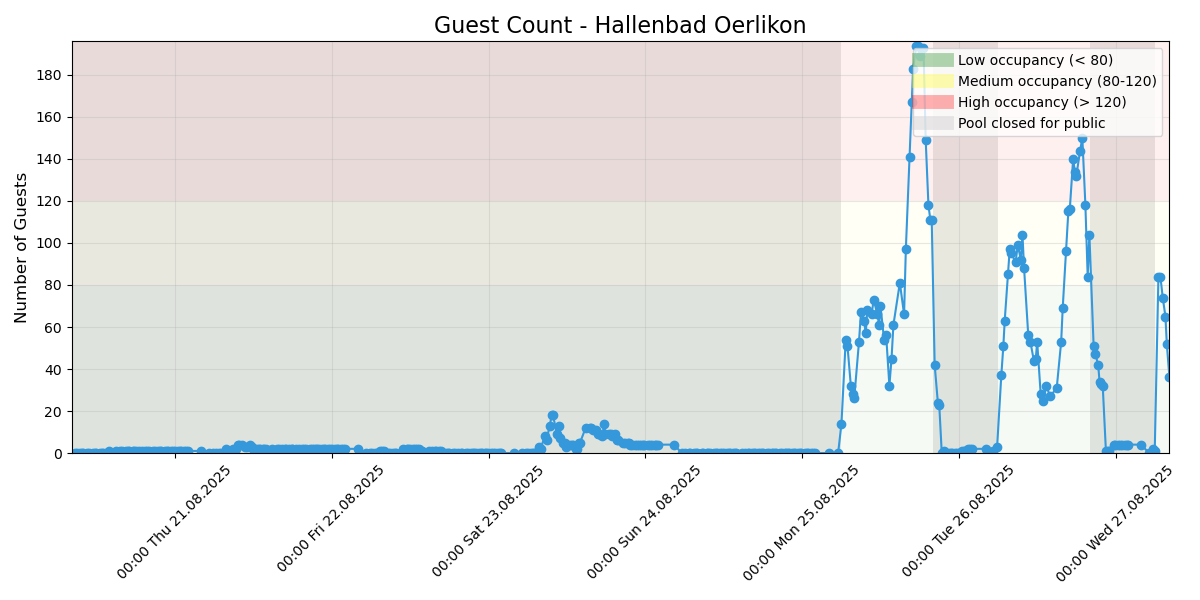 Guest Count - Hallenbad Oerlikon
Number of Guests
180
160
140
120
100
80
60
40
20
0
Low occupancy (< 80)
Medium occupancy (80-120)
High occupancy (> 120)
Pool closed for public
00:00 Thu 21.08.2025
00:00 Fri 22.08.2025
00:00 Sat 23.08.2025
00:00 Sun 24.08.2025
00:00 Mon 25.08.2025
00:00 Tue 26.08.2025
00:00 Wed 27.08.2025